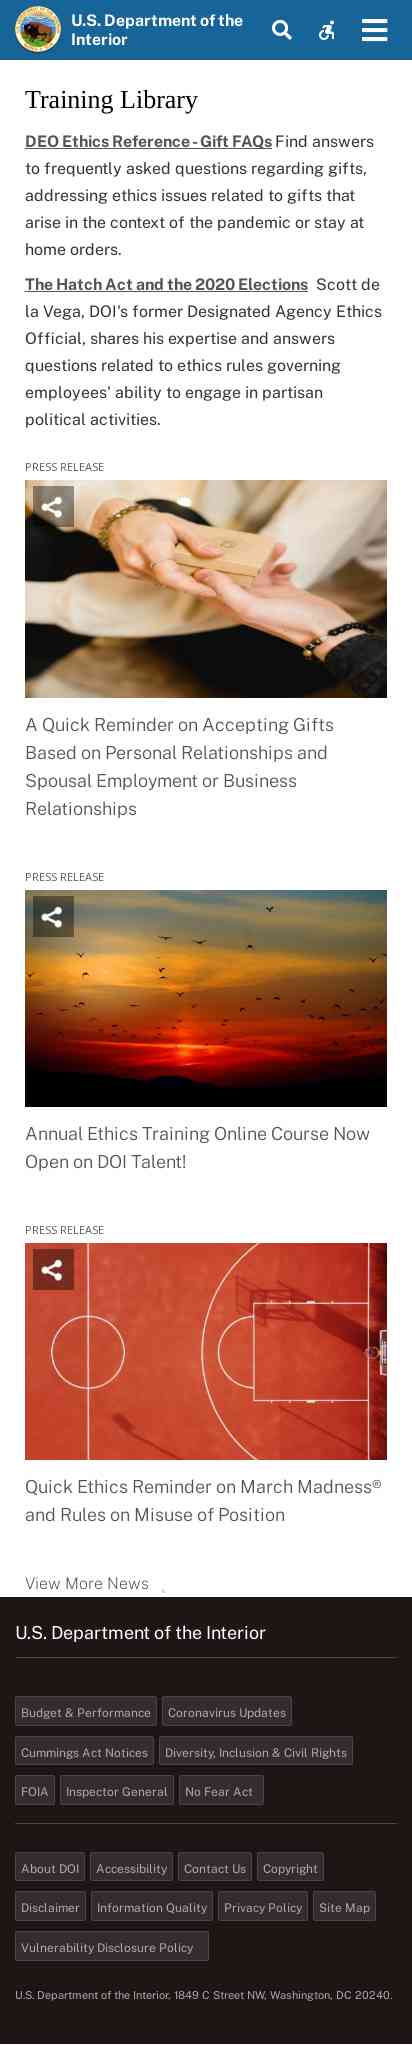 U.S. Department of the
Interior
Training Library
DEO Ethics Reference - Gift FAQs Find answers
to frequently asked questions regarding gifts,
addressing ethics issues related to gifts that
arise in the context of the pandemic or stay at
home orders.
The Hatch Act and the 2020 Elections  Scott de
la Vega, DOI's former Designated Agency Ethics
Official, shares his expertise and answers
questions related to ethics rules governing
employees' ability to engage in partisan
political activities.
PRESS RELEASE
A Quick Reminder on Accepting Gifts
Based on Personal Relationships and
Spousal Employment or Business
Relationships
PRESS RELEASE
Annual Ethics Training Online Course Now
Open on DOI Talent!
PRESS RELEASE
Quick Ethics Reminder on March Madness®
and Rules on Misuse of Position
View More News
U.S. Department of the Interior
Budget & Performance Coronavirus Updates
Cummings Act Notices Diversity, Inclusion & Civil Rights
FOIA Inspector General No Fear Act
About DOI Accessibility Contact Us Copyright
Disclaimer Information Quality Privacy Policy Site Map
Vulnerability Disclosure Policy
U.S. Department of the Interior, 1849 C Street NW, Washington, DC 20240.